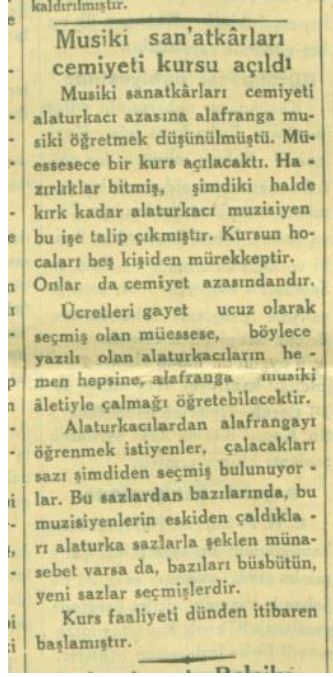 kaldırılmıştır.
Musiki san'atkârları
cemiyeti kursu açıldı
Musiki sanatkârları cemiyeti
alaturkacı azasına alafranga mu-
siki öğretmek düşünülmüştü. Mü-
essesece bir kurs açılacaktı. Ha -
zırlıklar bitmiş, şimdiki halde
kırk kadar alaturkacı muzisiyen
bu işe talip çıkmıştır. Kursun ho-
caları beş kişiden mürekkeptir.
Onlar da cemiyet azasındandır.
Ücretleri gayet ucuz olarak
seçmiş olan müessese, böylece
yazılı olan alaturkacıların he -
men hepsine, alafranga musiki
âletiyle çalmağı öğretebilecektir.
Alaturkacılardan alafrangayı
öğrenmek istiyenler, çalacakları
sazı şimdiden seçmiş bulunuyor -
lar. Bu sazlardan bazılarında, bu
muzisiyenlerin eskiden çaldıkla -
rı alaturka sazlarla şeklen müna-
sebet varsa da, bazıları büsbütün,
yeni sazlar seçmişlerdir.
Kurs faaliyeti dünden itibaren
başlamıştır.